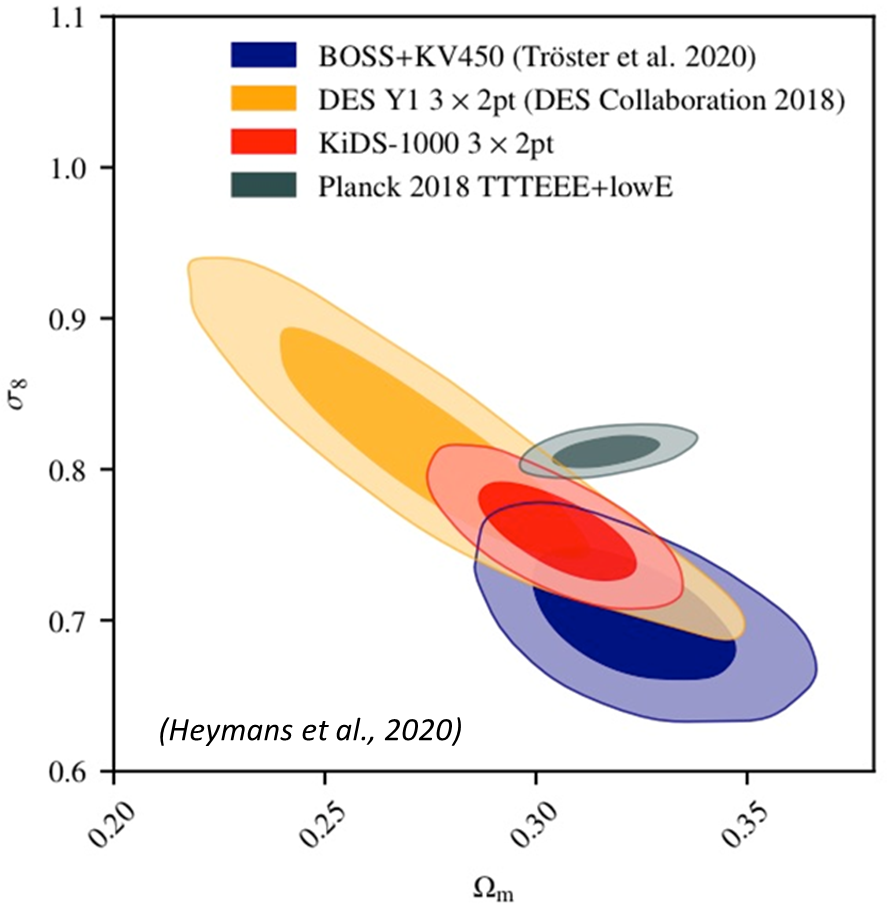 1.1
1.0
0.9
0.8
0.7
0.6
σ8
BOSS+KV450 (Tröster et al. 2020)
DES Y1 3 × 2pt (DES Collaboration 2018)
KiDS-1000 3 × 2pt
Planck 2018 TTTEEE+lowE
(Heymans et al., 2020)
0.20
0.25
0.30
0.35
Ωm